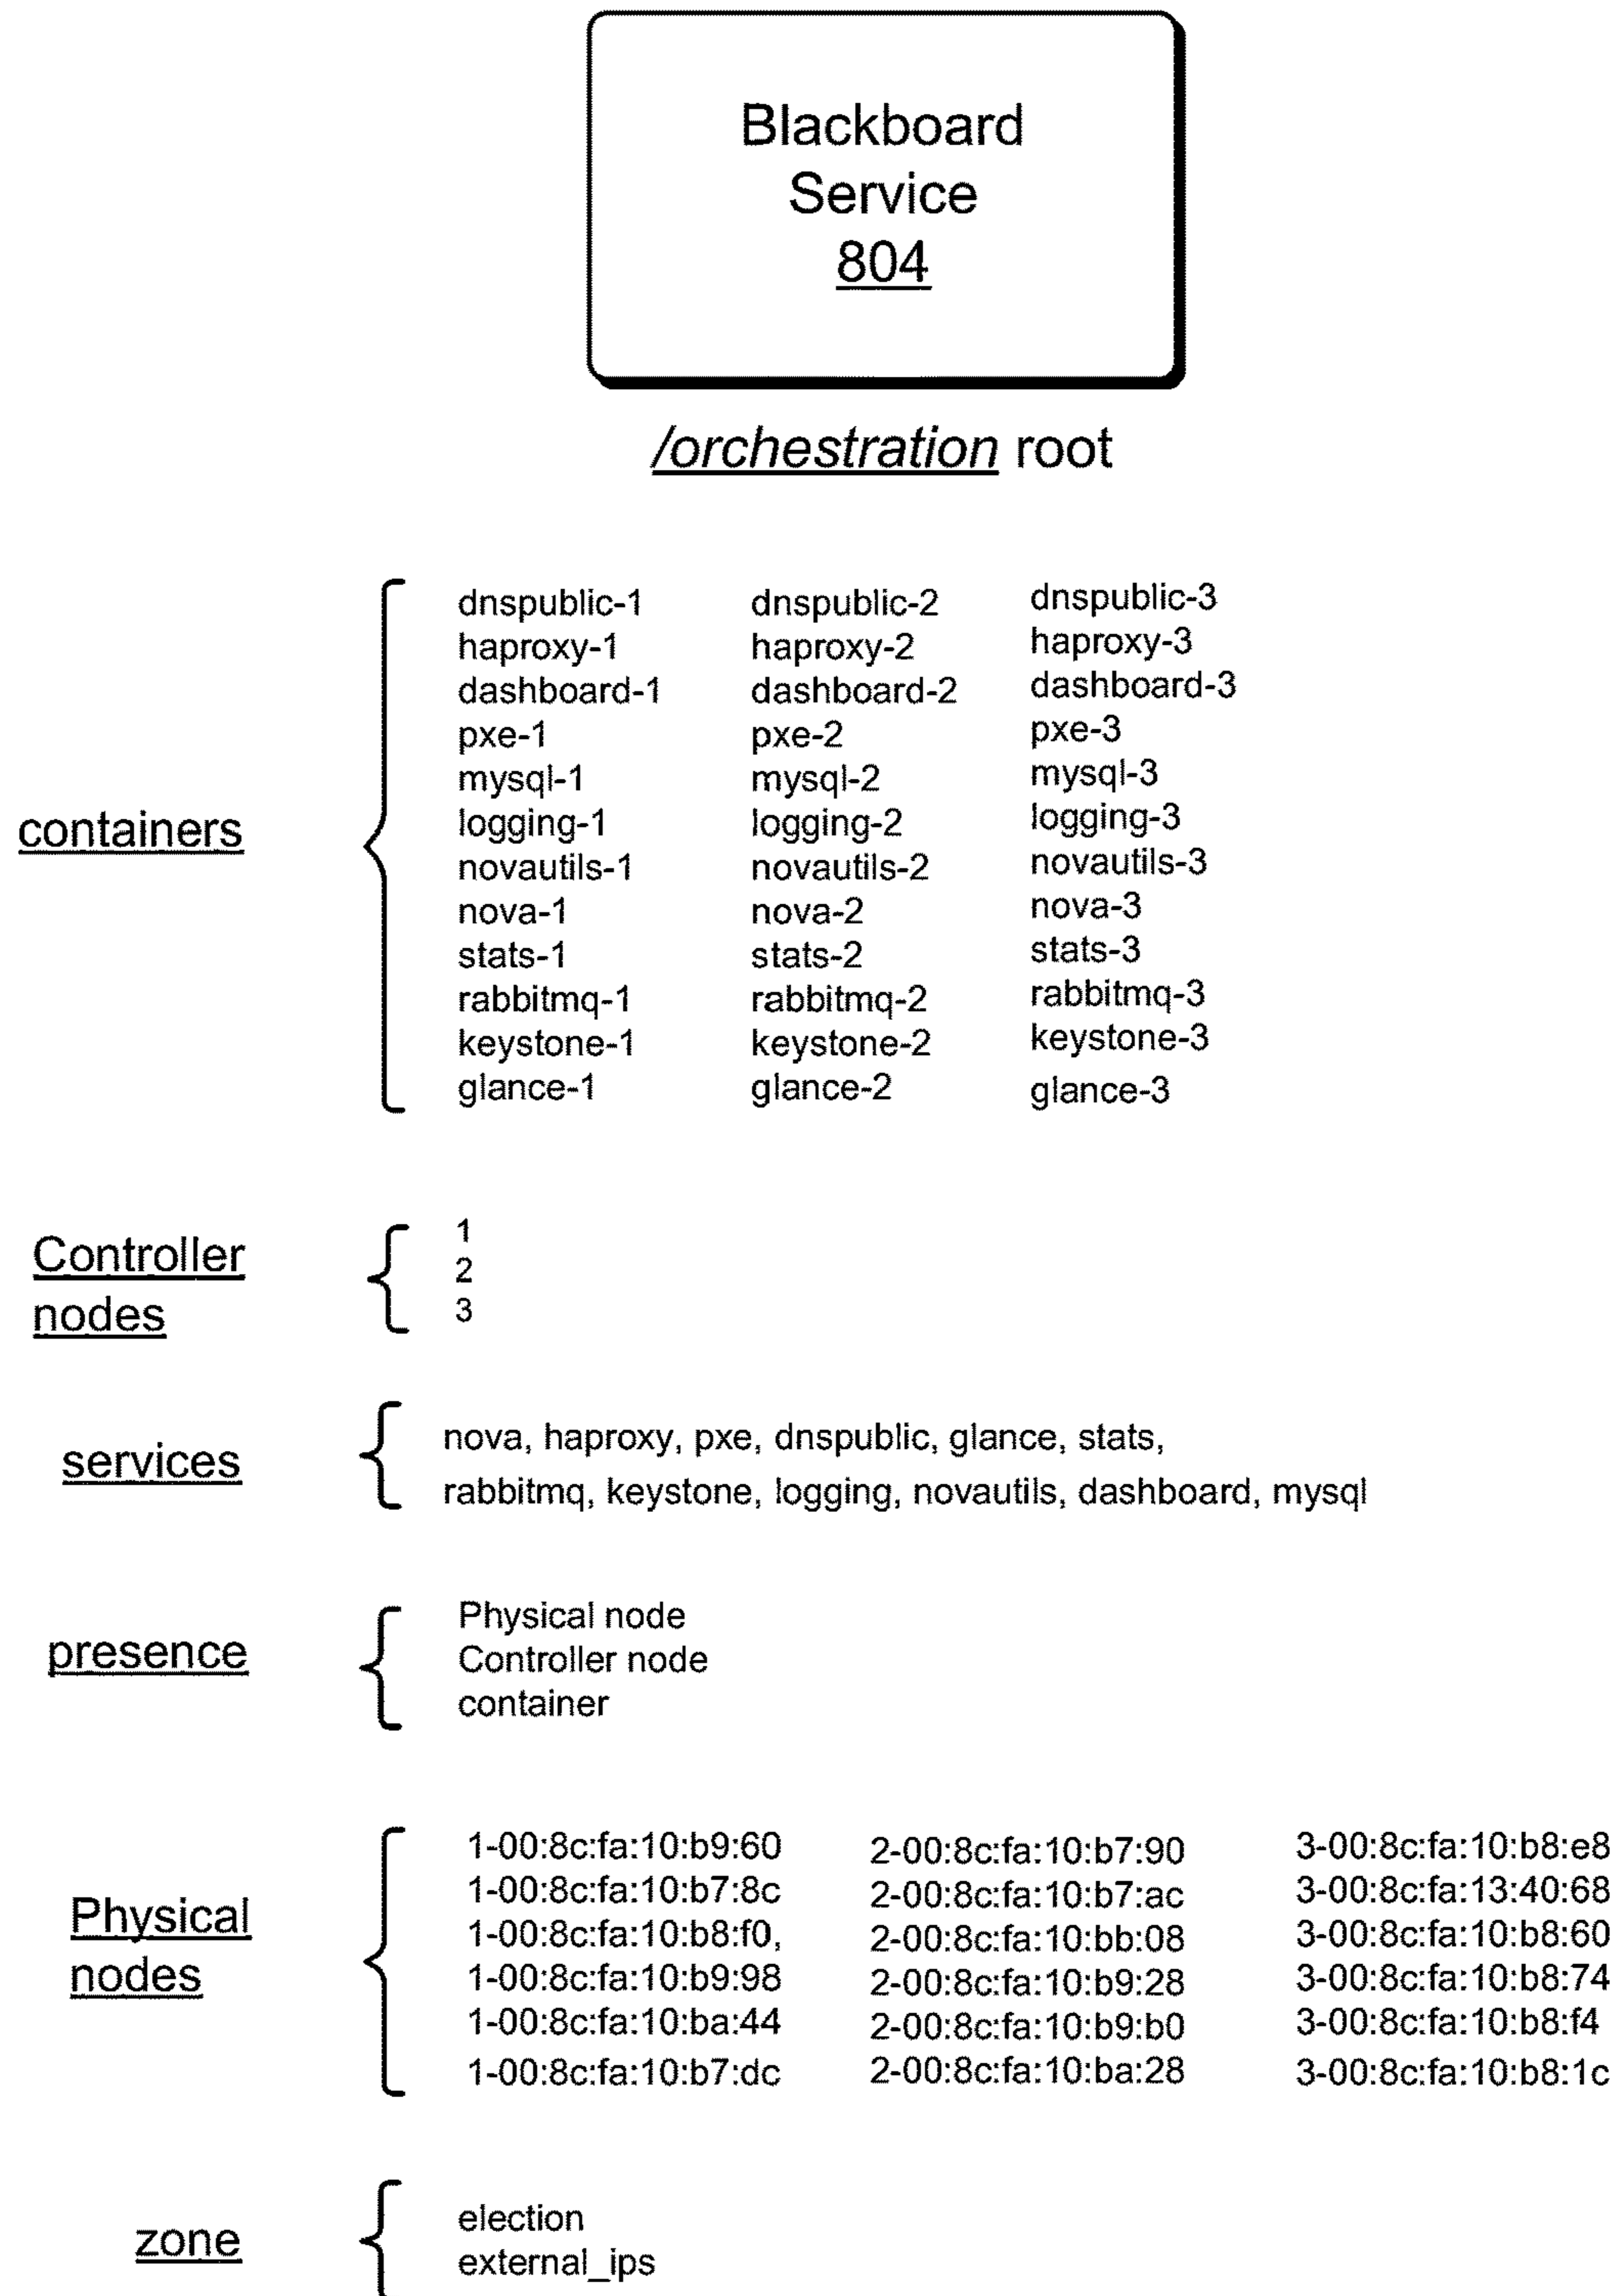 Blackboard
Service
804
/orchestration root
containers
dnspublic-1 dnspublic-2 dnspublic-3
haproxy-1 haproxy-2 haproxy-3
dashboard-1 dashboard-2 dashboard-3
pxe-1 pxe-2 pxe-3
mysql-1 mysql-2 mysql-3
logging-1 logging-2 logging-3
novautils-1 novautils-2 novautils-3
nova-1 nova-2 nova-3
stats-1 stats-2 stats-3
rabbitmq-1 rabbitmq-2 rabbitmq-3
keystone-1 keystone-2 keystone-3
glance-1 glance-2 glance-3
Controller
nodes
1
2
3
services
nova, haproxy, pxe, dnspublic, glance, stats,
rabbitmq, keystone, logging, novautils, dashboard, mysql
presence
Physical node
Controller node
container
Physical
nodes
1-00:8c:fa:10:b9:60 2-00:8c:fa:10:b7:90 3-00:8c:fa:10:b8:e8
1-00:8c:fa:10:b7:8c 2-00:8c:fa:10:b7:ac 3-00:8c:fa:13:40:68
1-00:8c:fa:10:b8:f0, 2-00:8c:fa:10:bb:08 3-00:8c:fa:10:b8:60
1-00:8c:fa:10:b9:98 2-00:8c:fa:10:b9:28 3-00:8c:fa:10:b8:74
1-00:8c:fa:10:ba:44 2-00:8c:fa:10:b9:b0 3-00:8c:fa:10:b8:f4
1-00:8c:fa:10:b7:dc 2-00:8c:fa:10:ba:28 3-00:8c:fa:10:b8:1c
zone
election
external_ips